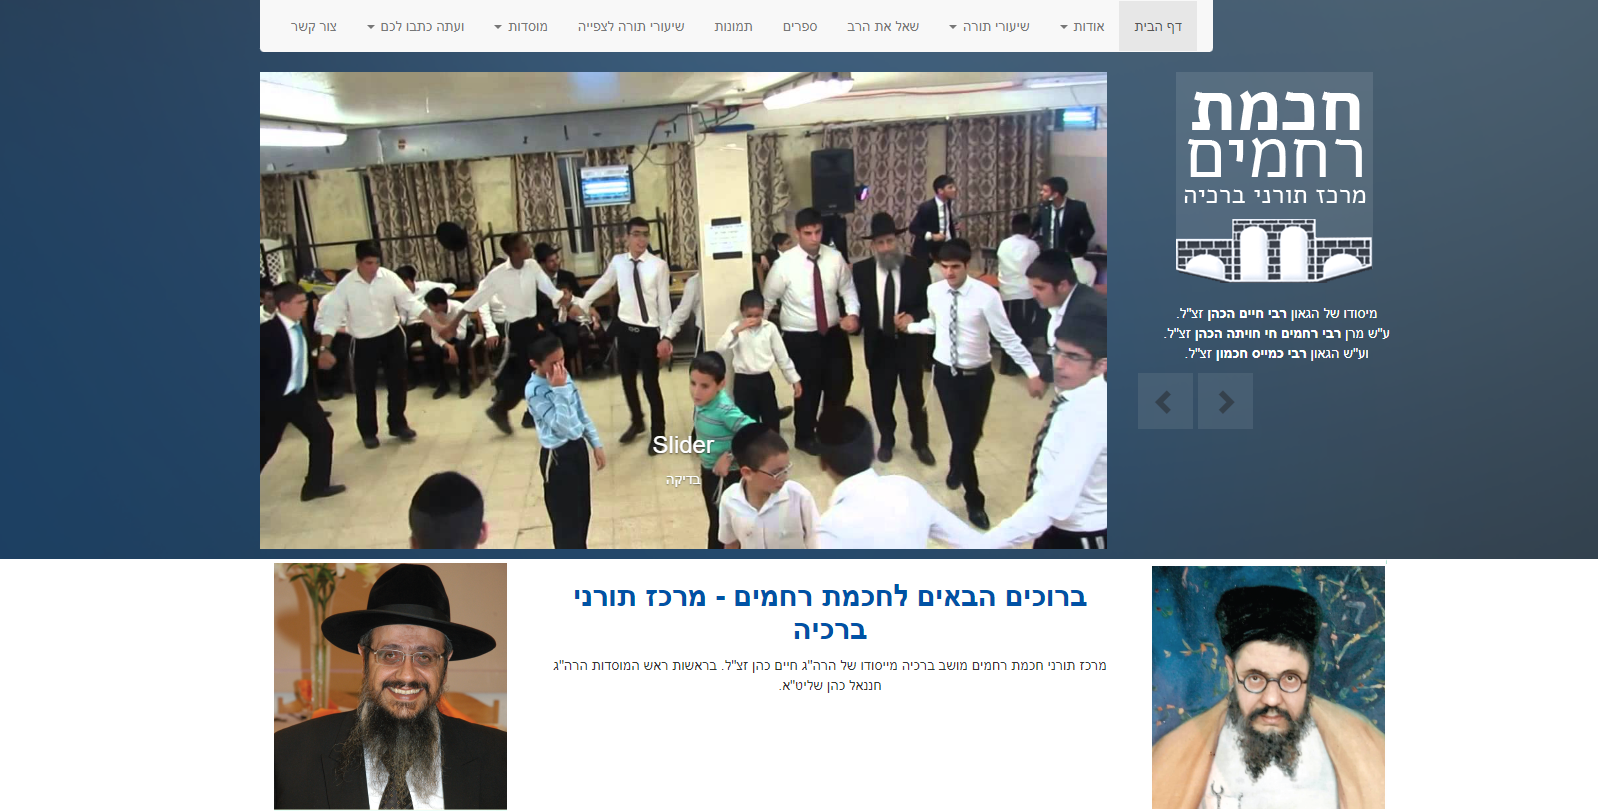 דף הבית
אודות
שיעורי תורה
שאל את הרב
ספרים
תמונות
שיעורי תורה לצפייה
מוסדות
ועתה כתבו לכם
צור קשר
חכמת
רחמים
מרכז תורני ברכיה
מיסודו של הגאון רבי חיים הכהן זצ"ל.
ע"ש מרן רבי רחמים חי חויתה הכהן זצ"ל.
וע"ש הגאון רבי כמייס חכמון זצ"ל.
Slider
בדיקה
ברוכים הבאים לחכמת רחמים - מרכז תורני
ברכיה
מרכז תורני חכמת רחמים מושב ברכיה מייסודו של הרה"ג חיים כהן זצ"ל. בראשות ראש המוסדות הרה"ג
חננאל כהן שליט"א.